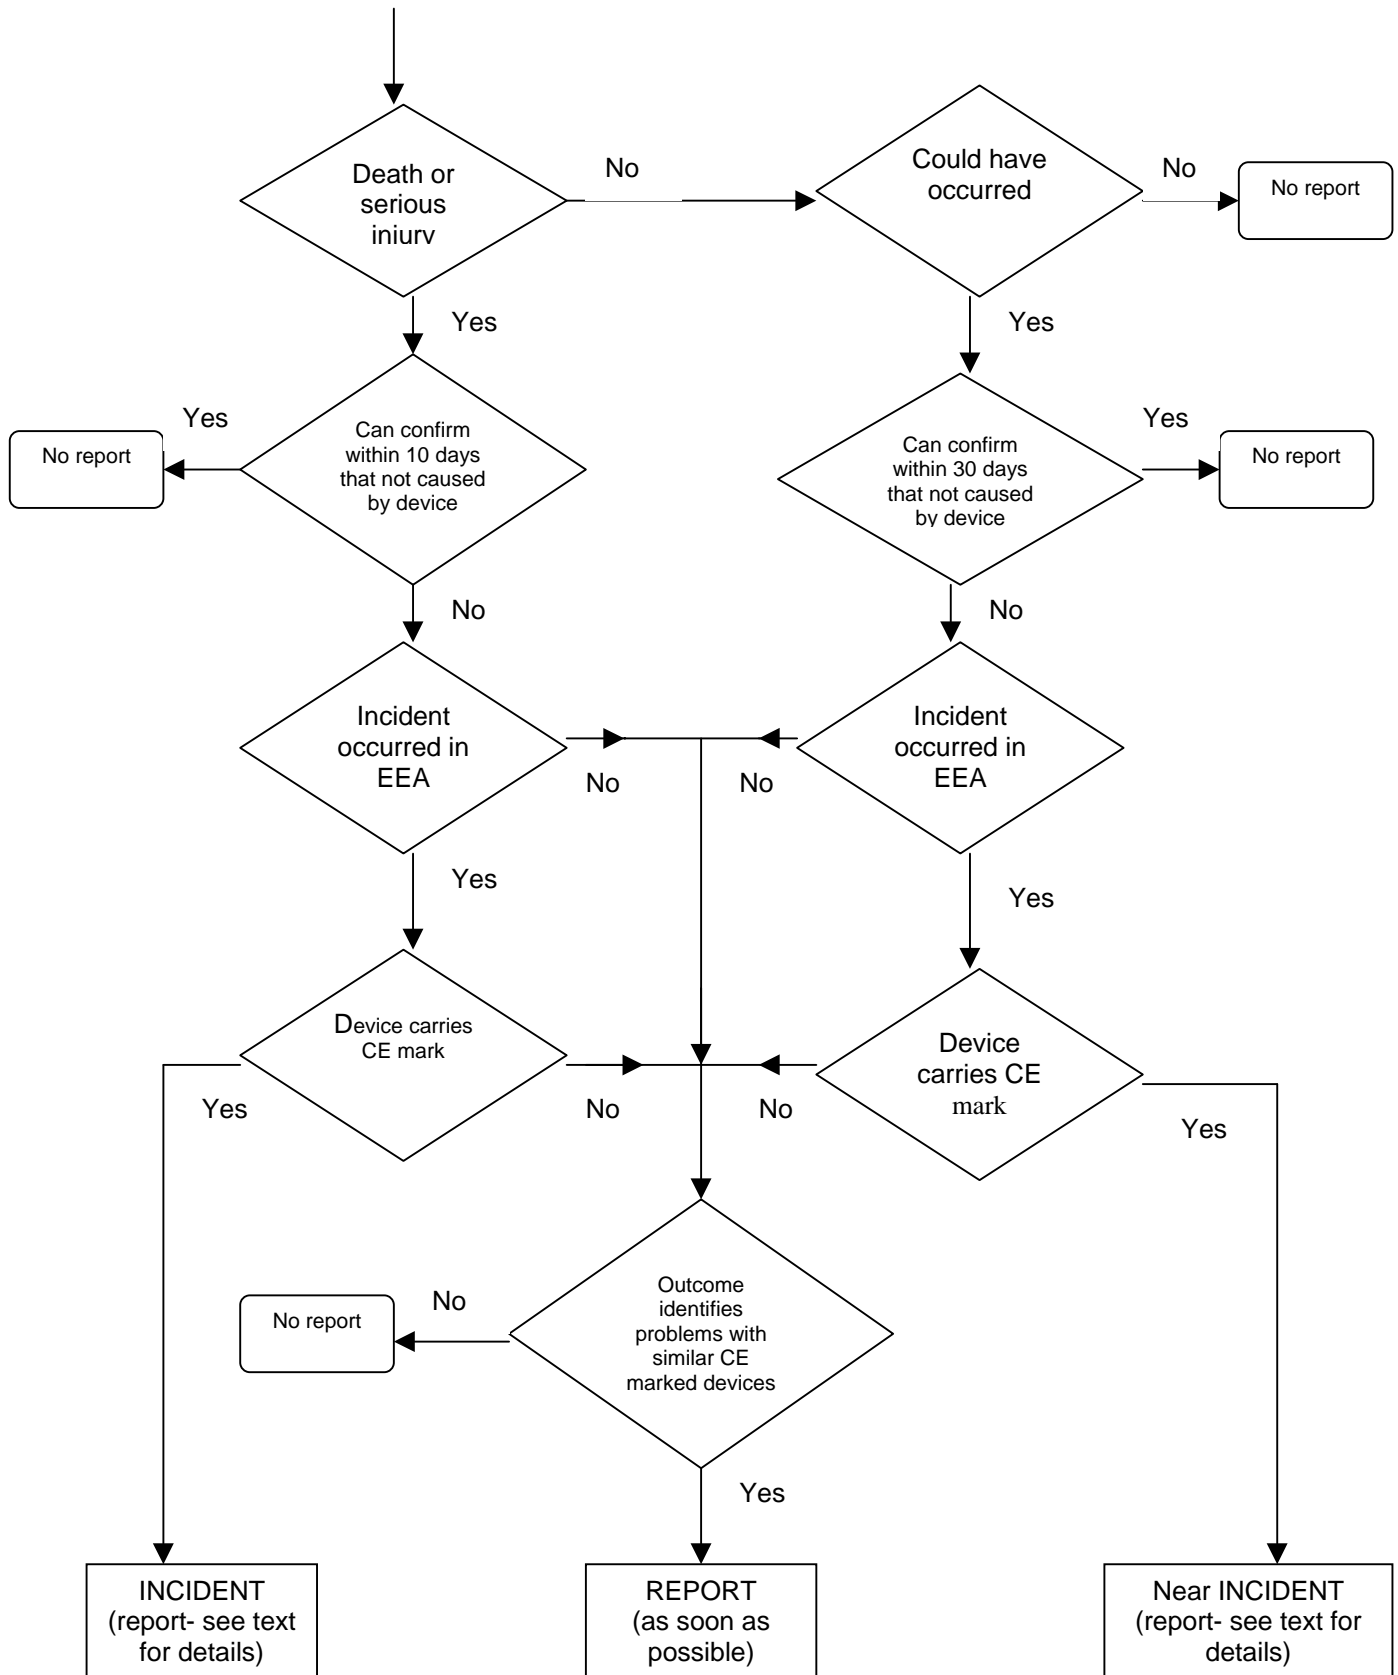 Death or
serious
injury
No
Could have
occurred
No
No report
Yes
Yes
Yes
No report
Can confirm
within 10 days
that not caused
by device
Can confirm
within 30 days
that not caused
by device
Yes
No report
No
No
Incident
occurred in
EEA
No
No
Incident
occurred in
EEA
Yes
Yes
Device carries
CE mark
Device
carries CE
mark
Yes
No
No
Yes
Outcome
identifies
problems with
similar CE
marked devices
No
No report
Yes
INCIDENT
(report- see text
for details)
REPORT
(as soon as
possible)
Near INCIDENT
(report- see text for
details)